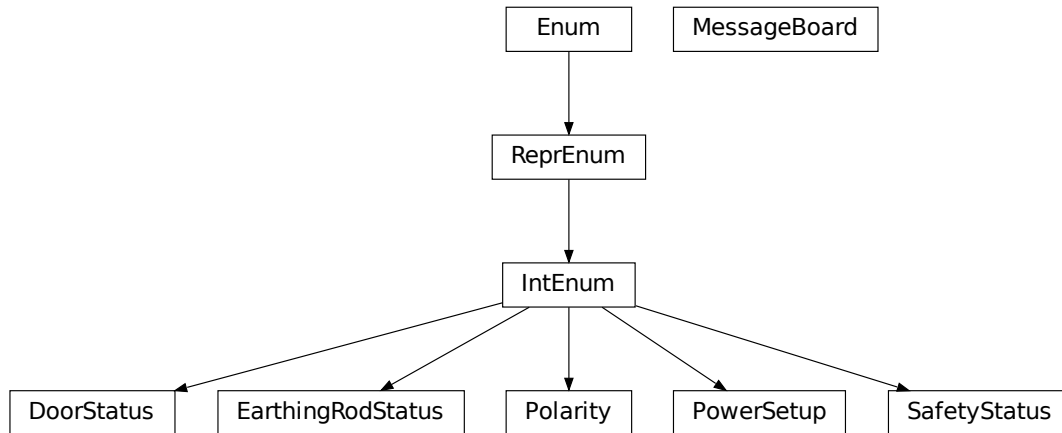 Enum
MessageBoard
ReprEnum
IntEnum
DoorStatus
EarthingRodStatus
Polarity
PowerSetup
SafetyStatus